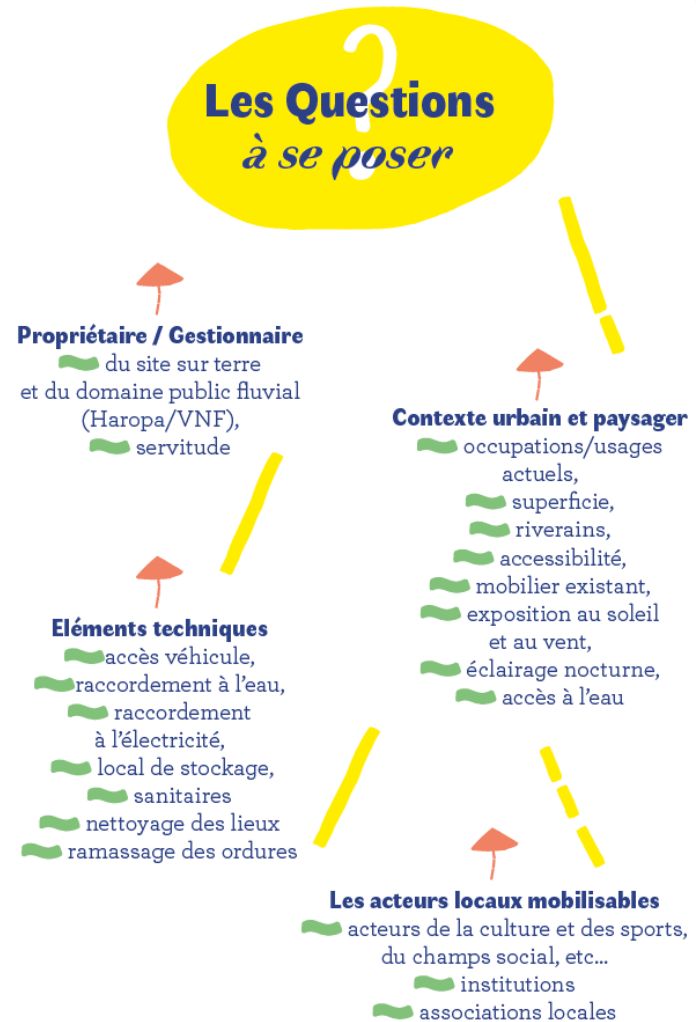 Les Questions
à se poser
?
Propriétaire / Gestionnaire
du site sur terre
et du domaine public fluvial
(Haropa/VNF),
servitude
Contexte urbain et paysager
occupations/usages
actuels,
superficie,
riverains,
accessibilité,
mobilier existant,
exposition au soleil
et au vent,
éclairage nocturne,
accès à l'eau
Eléments techniques
accès véhicule,
raccordement à l'eau,
raccordement
à l'électricité,
local de stockage,
sanitaires
nettoyage des lieux
ramassage des ordures
Les acteurs locaux mobilisables
acteurs de la culture et des sports,
du champs social, etc...
institutions
associations locales